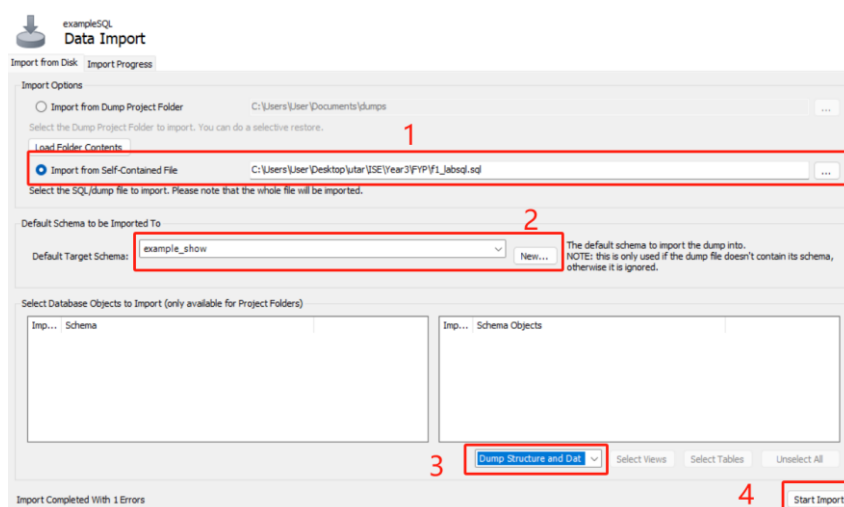 exampleSQL
Data Import
Import from Disk Import Progress
Import Options
Import from Dump Project Folder C:\Users\User\Documents\dumps ...
Select the Dump Project Folder to import. You can do a selective restore.
1
Load Folder Contents
Import from Self-Contained File C:\Users\User\Desktop\utar\ISE\Year3\FYP\f1_labsql.sql ...
Select the SQL/dump file to import. Please note that the whole file will be imported.
Default Schema to be Imported To
2
Default Target Schema: example_show New... The default schema to import the dump into.
NOTE: this is only used if the dump file doesn't contain its schema,
otherwise it is ignored.
Select Database Objects to Import (only available for Project Folders)
Imp... Schema Imp... Schema Objects
3 Dump Structure and Dat Select Views Select Tables Unselect All
Import Completed With 1 Errors 4 Start Import